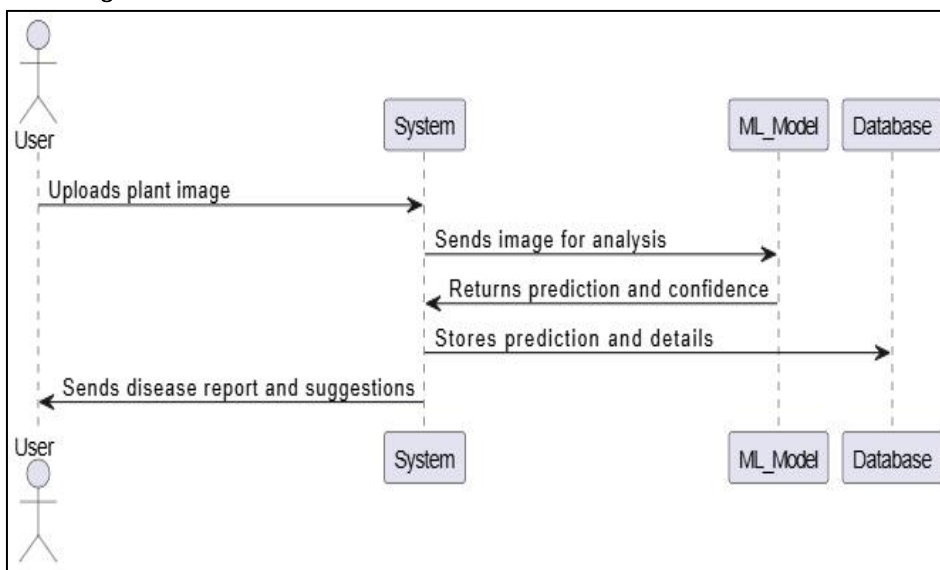 User
System
ML_Model
Database
Uploads plant image
Sends image for analysis
Returns prediction and confidence
Stores prediction and details
Sends disease report and suggestions
User
System
ML_Model
Database